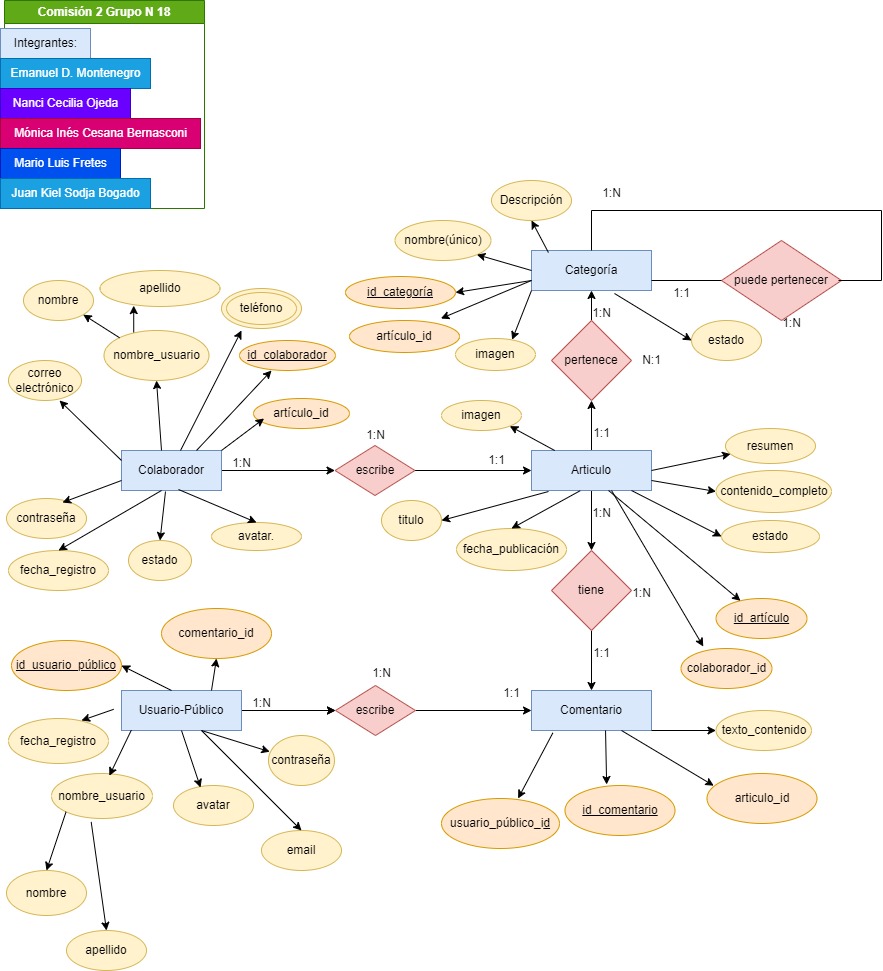 Comisión 2 Grupo N 18
Integrantes:
Emanuel D. Montenegro
Nanci Cecilia Ojeda
Mónica Inés Cesana Bernasconi
Mario Luis Fretes
Juan Kiel Sodja Bogado
Descripción
1:N
nombre(único)
Categoría
puede pertenecer
id_categoría
1:1
1:N
artículo_id
imagen
estado
1:N
pertenece
N:1
1:1
nombre
apellido
teléfono
nombre_usuario
id_colaborador
correo
electrónico
artículo_id
Colaborador
1:N
1:N
escribe
1:1
imagen
Articulo
resumen
contenido_completo
estado
contraseña
fecha_registro
estado
avatar.
titulo
fecha_publicación
1:N
tiene
1:N
1:1
id_artículo
colaborador_id
comentario_id
id_usuario_público
Usuario-Público
1:N
1:N
escribe
1:1
Comentario
texto_contenido
fecha_registro
contraseña
nombre_usuario
avatar
email
nombre
apellido
usuario_público_id
id_comentario
articulo_id